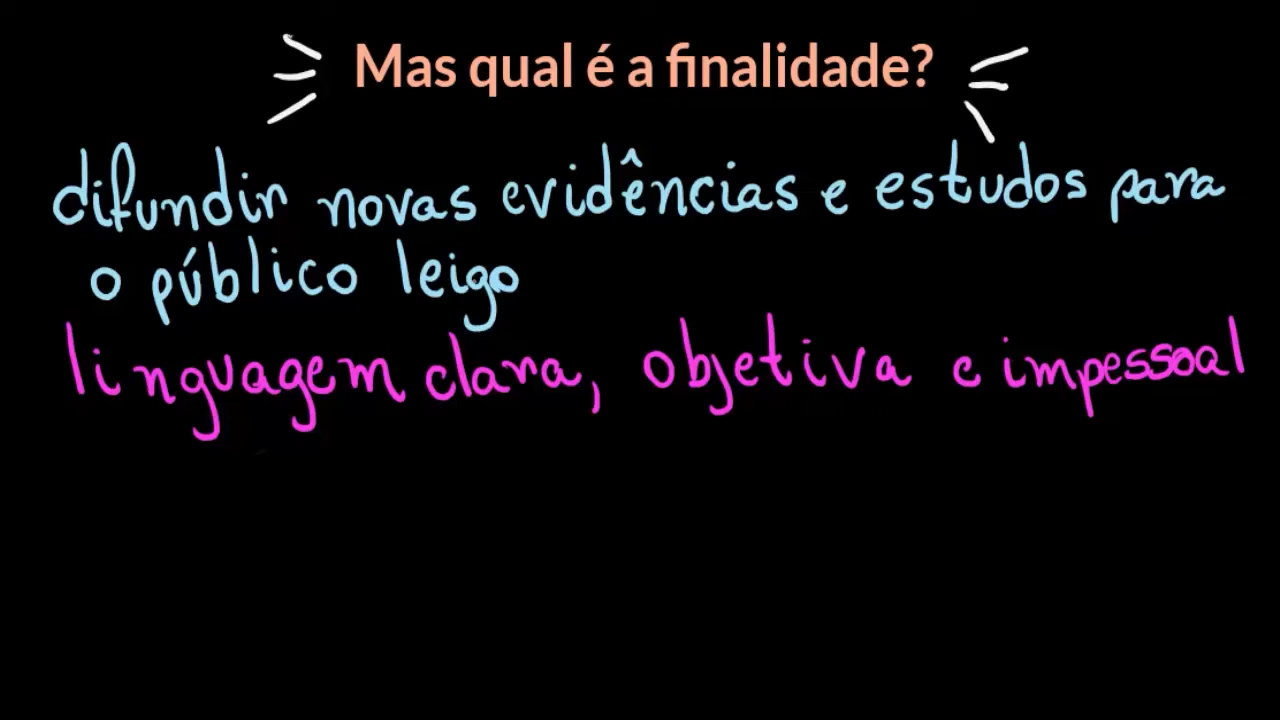 Mas qual é a finalidade?
difundir novas evidências e estudos para
o público leigo
linguagem clara, objetiva e impessoal